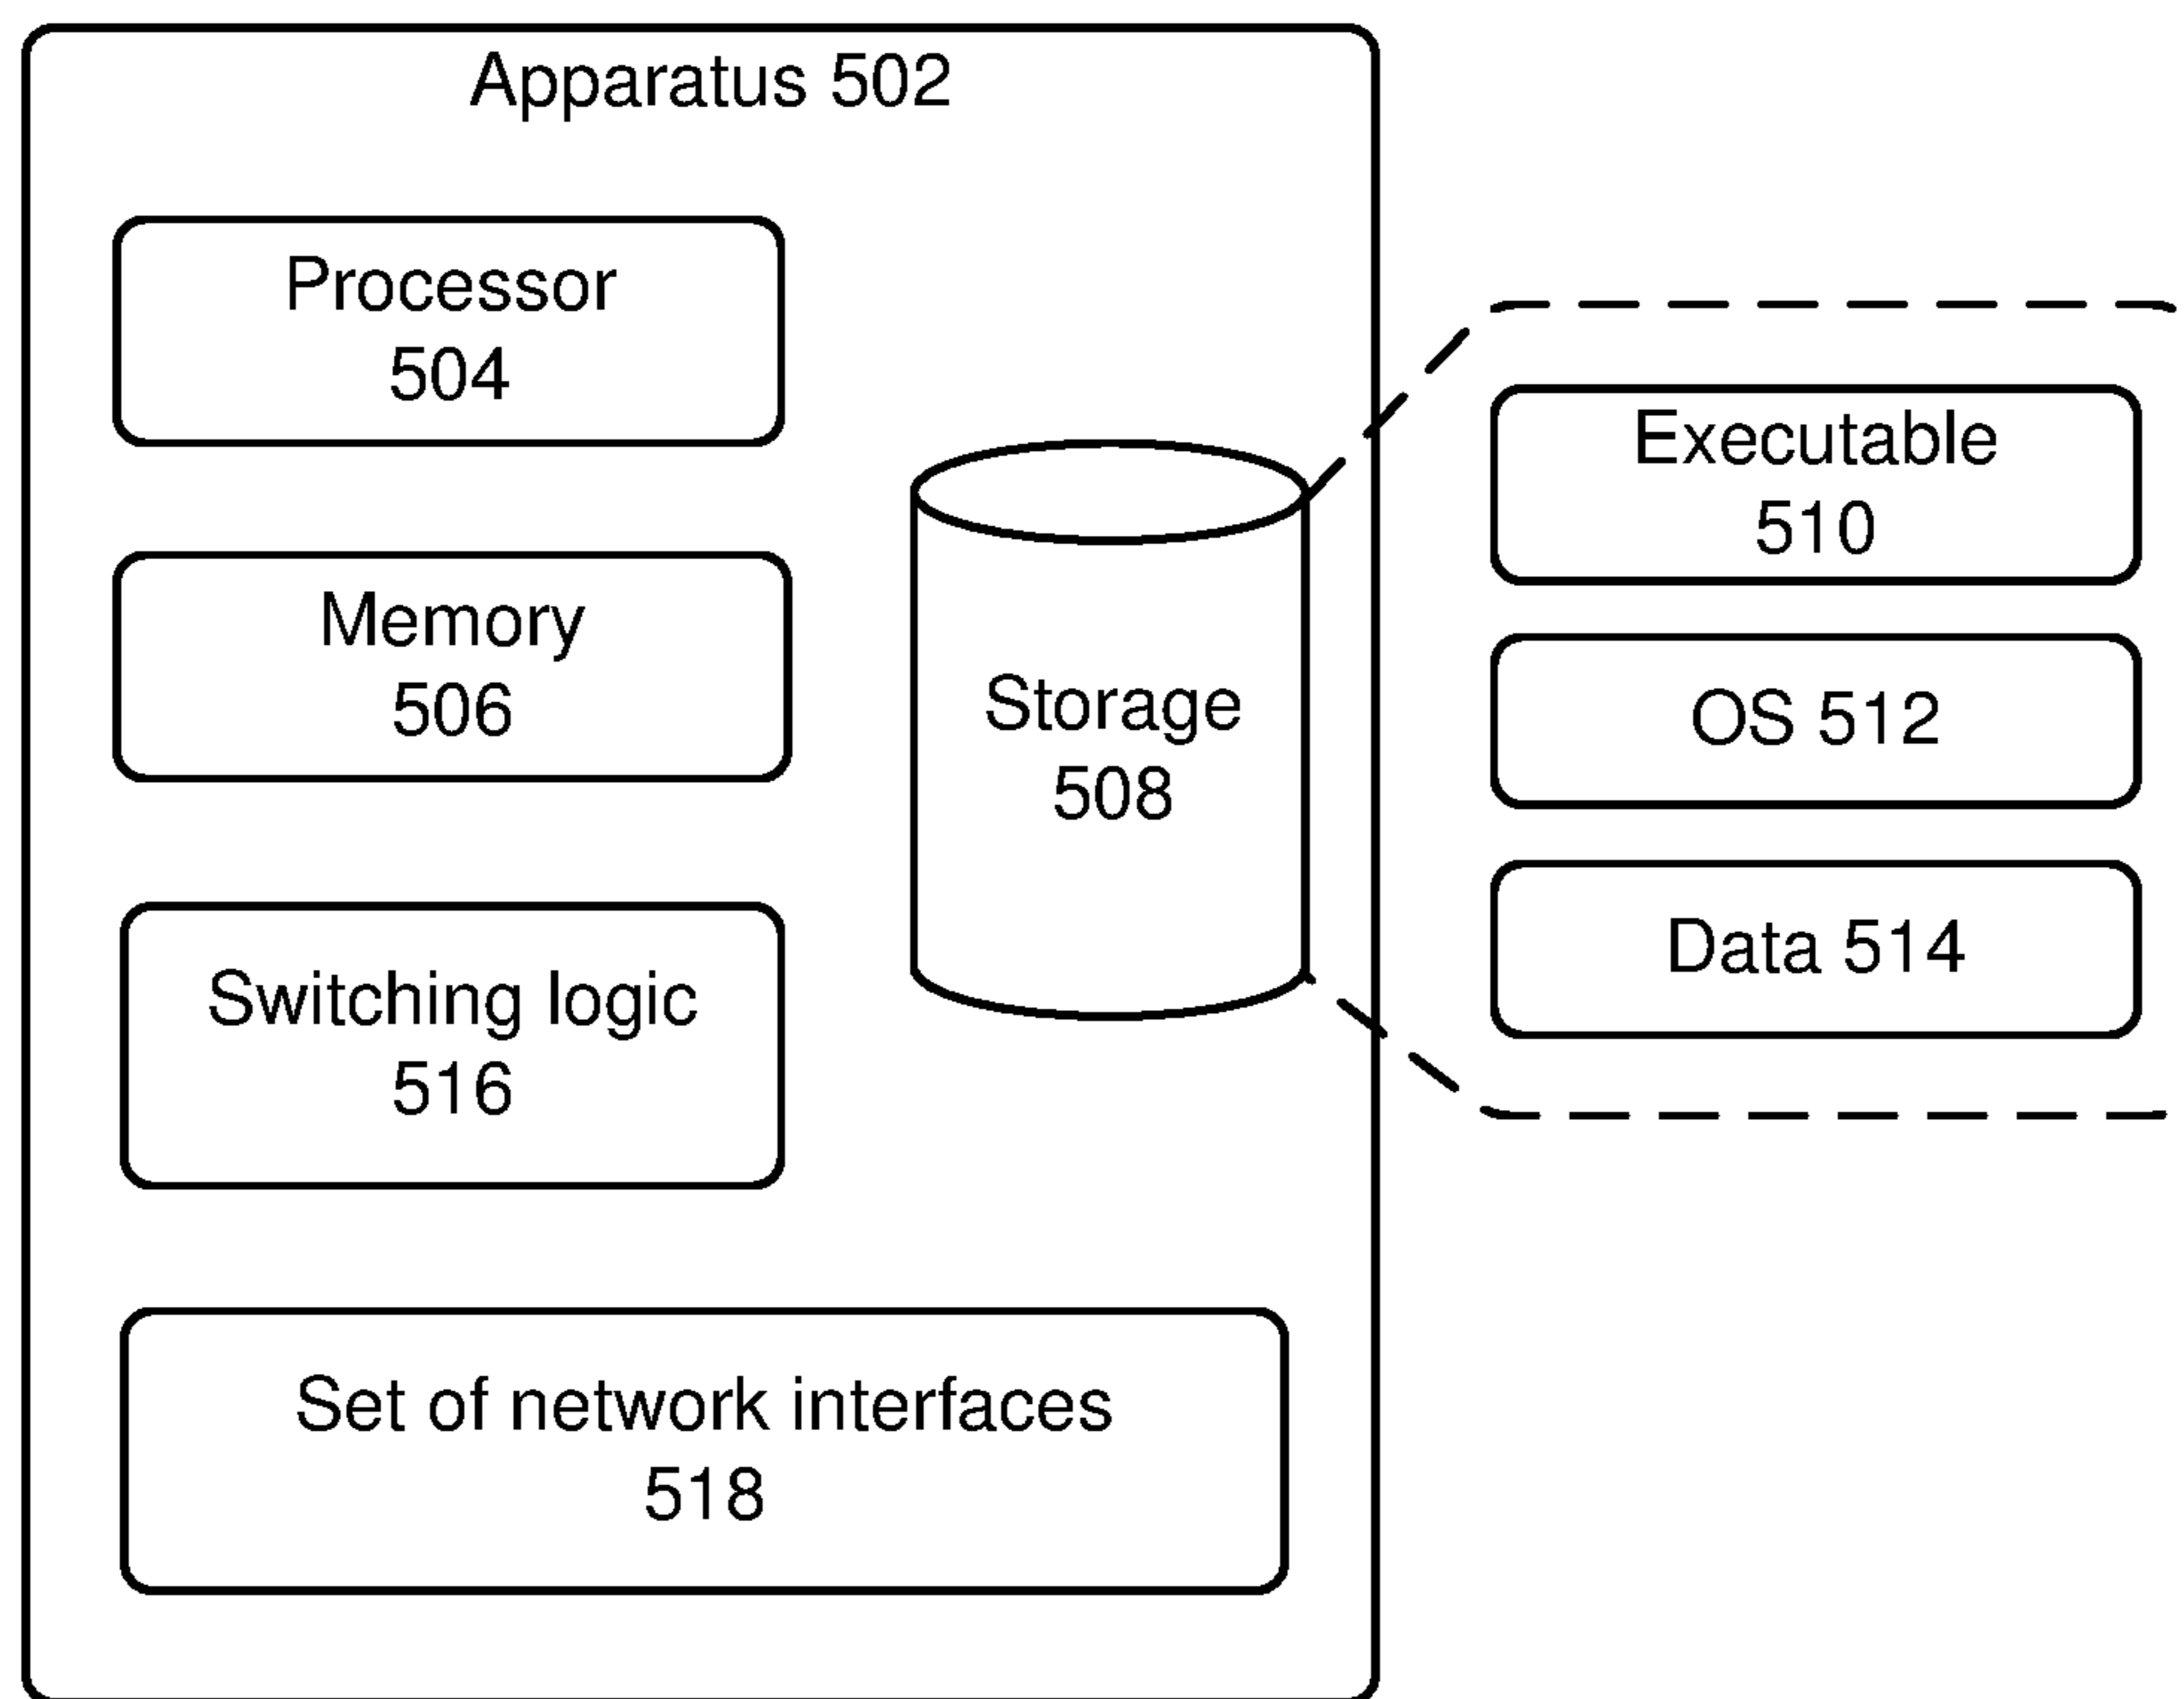 Apparatus 502
Processor
504
Memory
506
Switching logic
516
Storage
508
Set of network interfaces
518
Executable
510
OS 512
Data 514